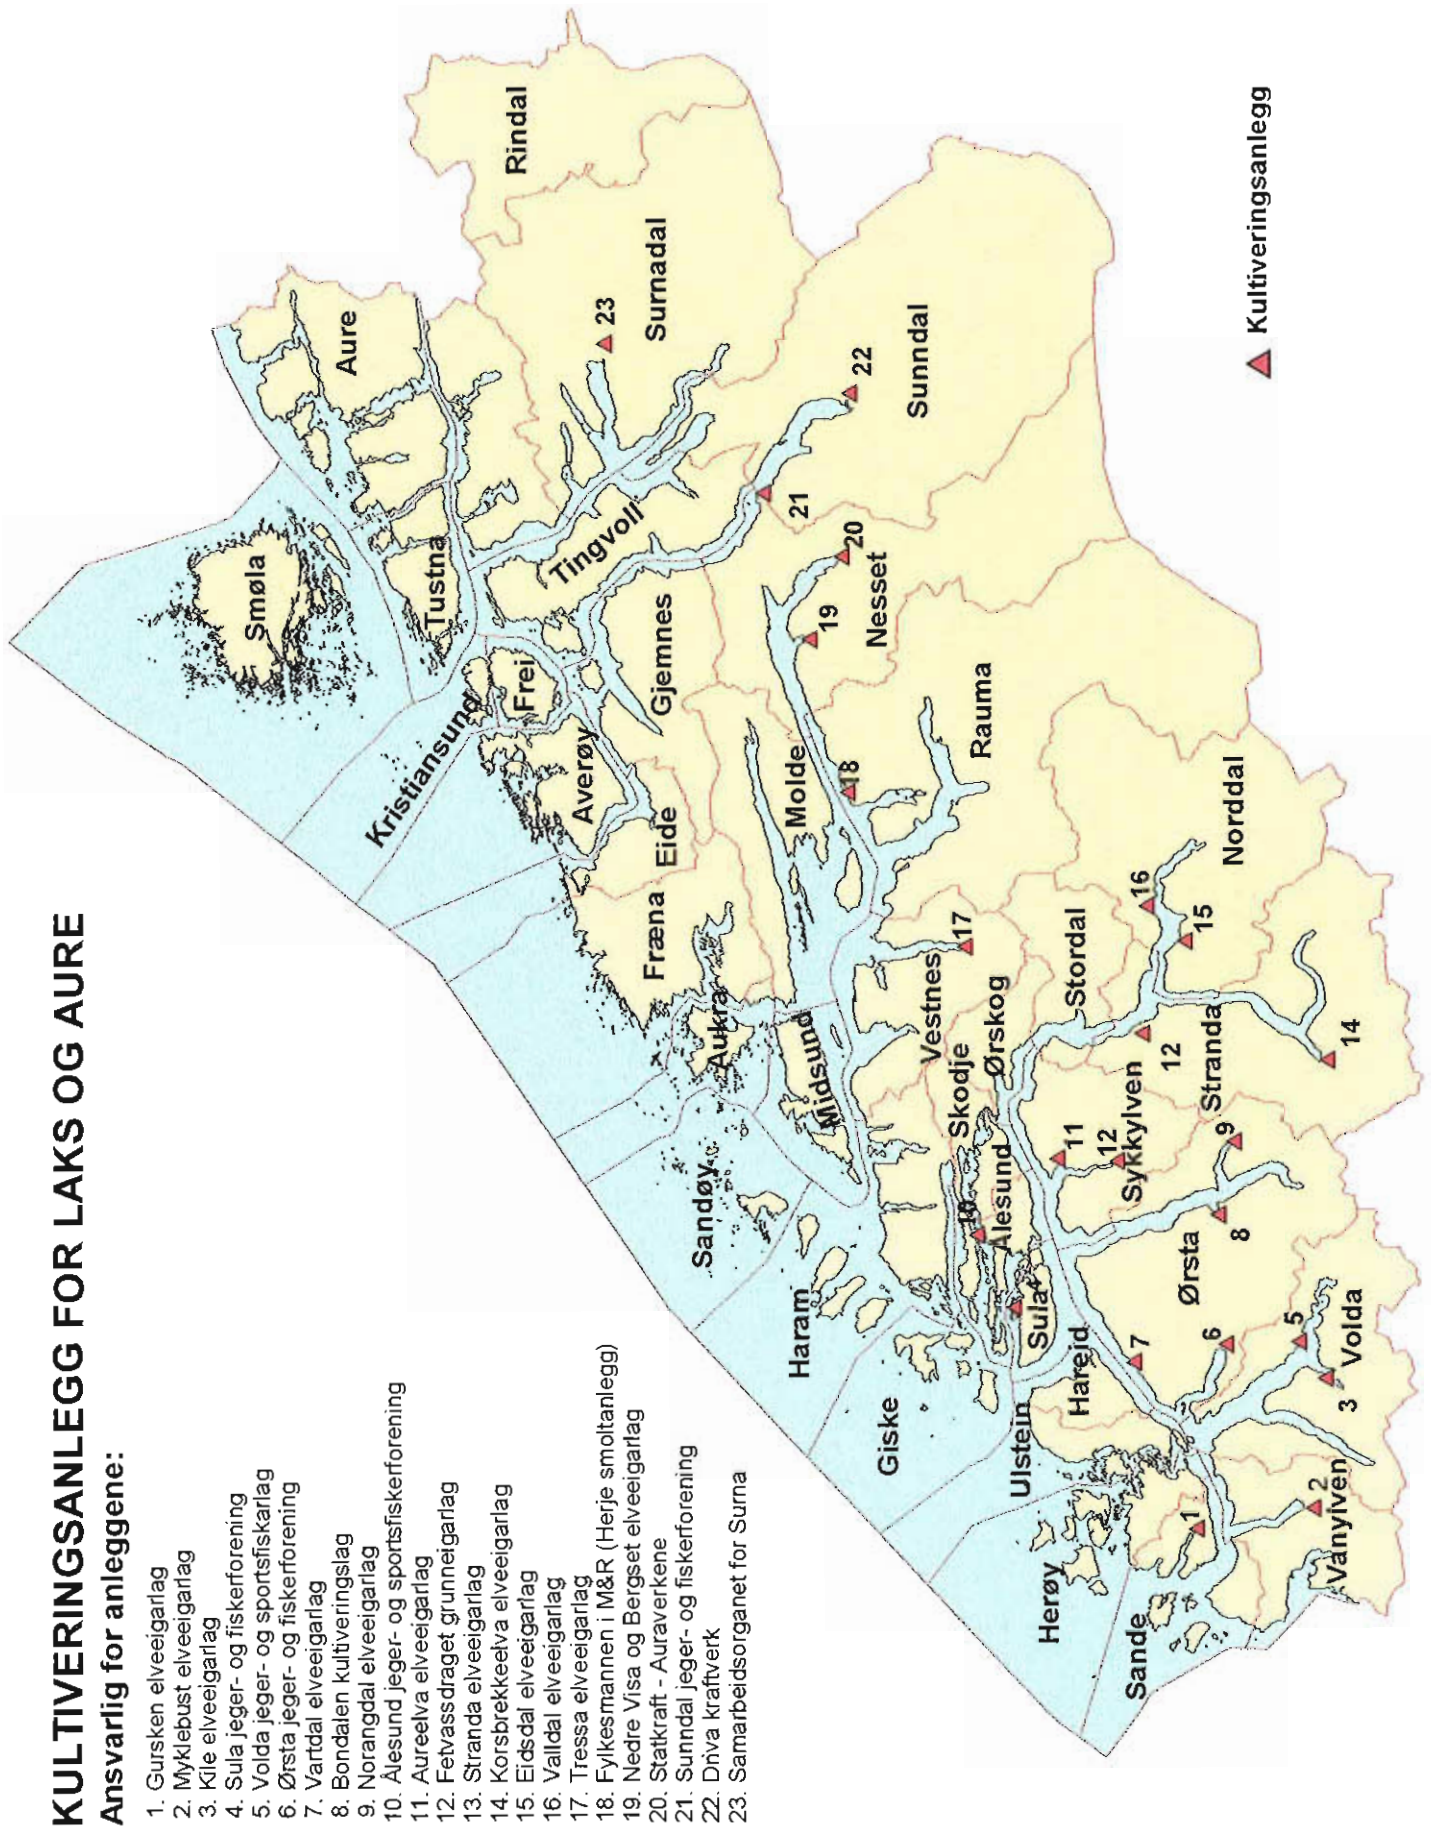 KULTIVERINGSANLEGG FOR LAKS OG AURE
Ansvarlig for anleggene:
1. Gursken elveeigarlag
2. Myklebust elveeigarlag
3. Kile elveeigarlag
4. Sula jeger- og fiskerforening
5. Volda jeger- og sportsfiskarlag
6. Ørsta jeger- og fiskerforening
7. Vartdal elveeigarlag
8. Bondalen kultiveringslag
9. Norangdal elveeigarlag
10. Ålesund jeger- og sportsfiskerforening
11. Aureelva elveeigarlag
12. Fetvassdraget grunneigarlag
13. Stranda elveeigarlag
14. Korsbrekkeelva elveeigarlag
15. Eidsdal elveeigarlag
16. Valldal elveeigarlag
17. Tressa elveeigarlag
18. Fylkesmannen i M&R (Herje smoltanlegg)
19. Nedre Visa og Bergset elveeigarlag
20. Statkraft - Auraverkene
21. Sunndal jeger- og fiskerforening
22. Driva kraftverk
23. Samarbeidsorganet for Surna
Smøla
Aure
Tustna
Rindal
Kristiansund
Frei
Tingvoll
23
Surnadal
Averøy
Gjemnes
Fræna
Eide
Aukra
Sandøy
Midsund
Molde
21
22
19
20
Nesset
Sunndal
18
Rauma
Haram
Giske
Vestnes
17
Skodje
Ørskog
10
Ålesund
Sula
4
Ulstein
Hareid
Herøy
Sande
11
12
Sykkylven
Stordal
12
Stranda
16
15
Norddal
14
7
Ørsta
8
9
6
5
Volda
3
1
2
Vanylven
Kultiveringsanlegg